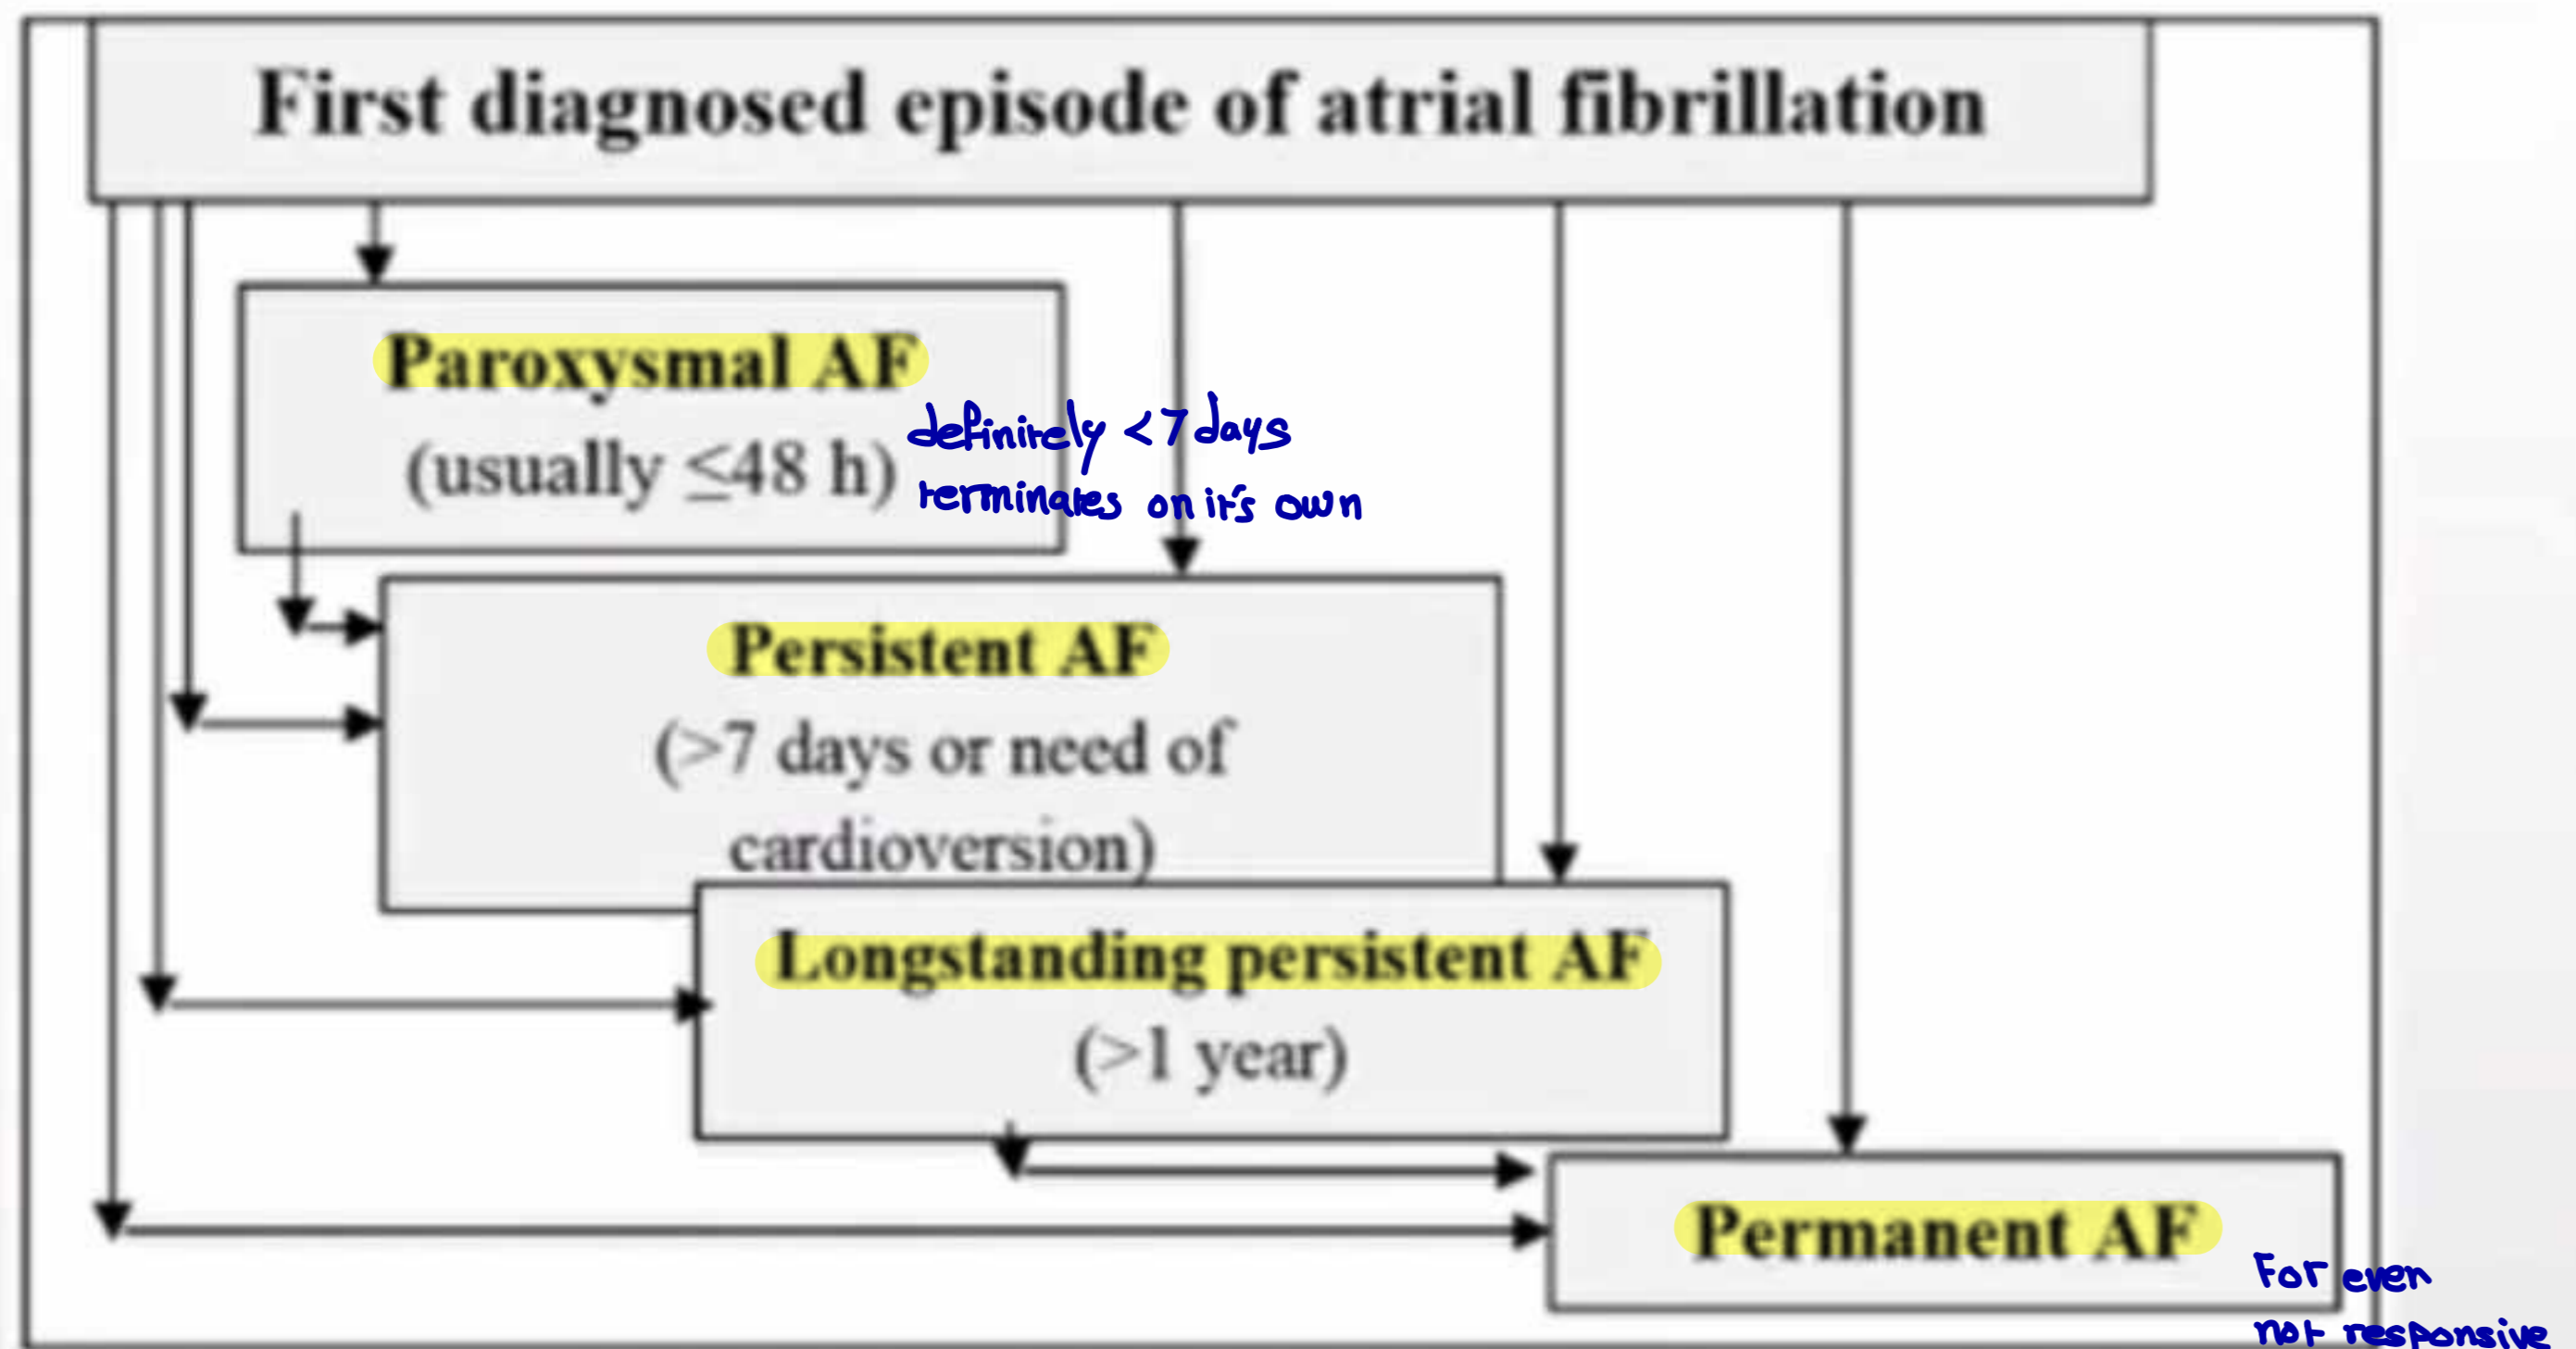 First diagnosed episode of atrial fibrillation
Paroxysmal AF
(usually ≤48 h)
definitely <7 days
terminates on it's own
Persistent AF
(>7 days or need of
cardioversion)
Longstanding persistent AF
(>1 year)
Permanent AF
For even
not responsive